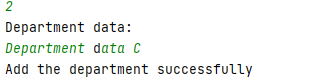 2
Department data:
Department data C
Add the department successfully